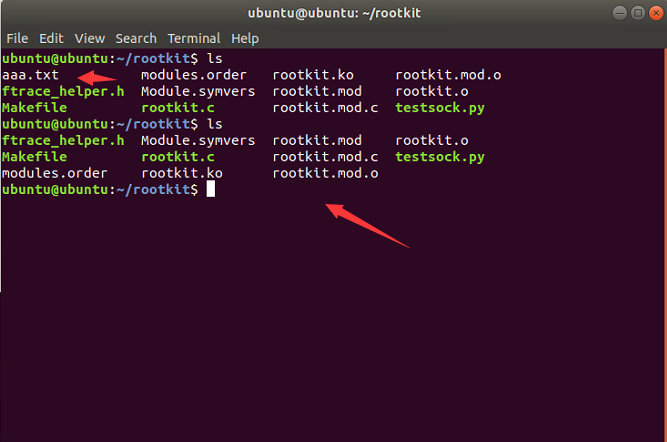 ubuntu@ubuntu: ~/rootkit
File Edit View Search Terminal Help
ubuntu@ubuntu:~/rootkit$ ls
aaa.txt modules.order rootkit.ko rootkit.mod.o
ftrace_helper.h Module.symvers rootkit.mod rootkit.o
Makefile rootkit.c rootkit.mod.c testsock.py
ubuntu@ubuntu:~/rootkit$ ls
ftrace_helper.h Module.symvers rootkit.mod rootkit.o
Makefile rootkit.c rootkit.mod.c testsock.py
modules.order rootkit.ko rootkit.mod.o
ubuntu@ubuntu:~/rootkit$